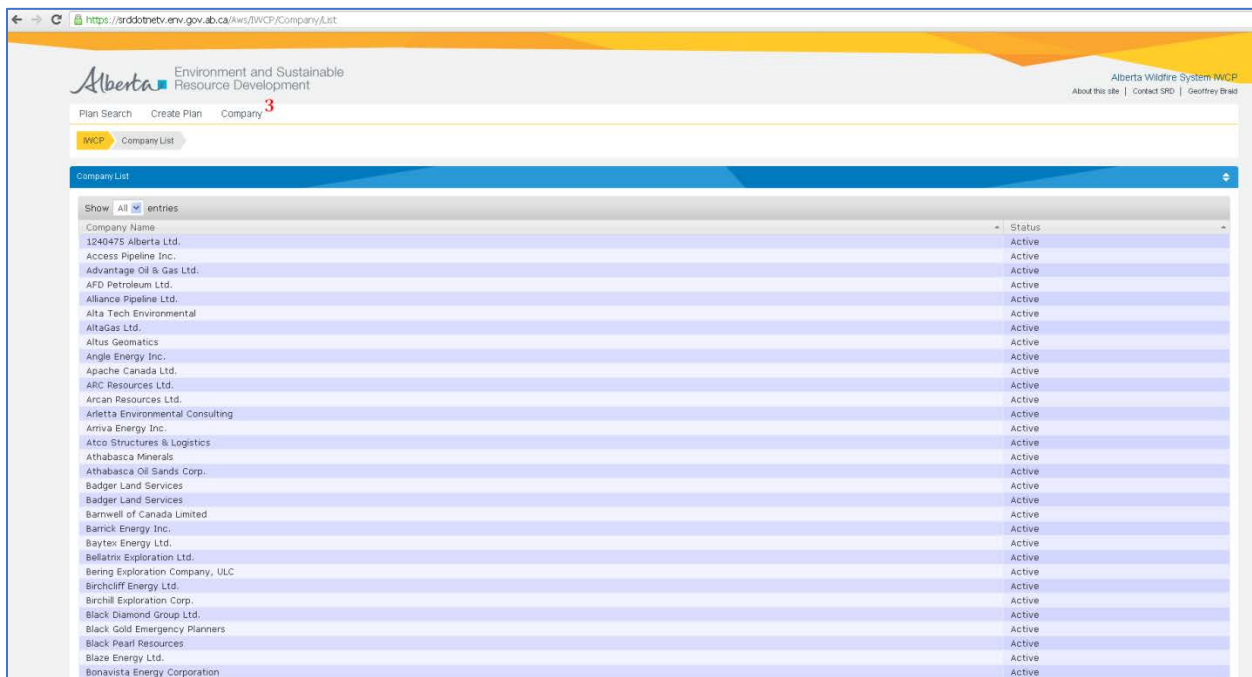 https://srddotnetv.env.gov.ab.ca/Aws/IWCP/Company/List
Alberta Environment and Sustainable
Resource Development
Alberta Wildfire System IWCP
About this site | Contact SRD | Geoffrey Braid
Plan Search Create Plan Company 3
IWCP Company List
Company List
Show All entries
Company Name Status
1240475 Alberta Ltd. Active
Access Pipeline Inc. Active
Advantage Oil & Gas Ltd. Active
AFD Petroleum Ltd. Active
Alliance Pipeline Ltd. Active
Alta Tech Environmental Active
AltaGas Ltd. Active
Altus Geomatics Active
Angle Energy Inc. Active
Apache Canada Ltd. Active
ARC Resources Ltd. Active
Arcan Resources Ltd. Active
Arletta Environmental Consulting Active
Arriva Energy Inc. Active
Atco Structures & Logistics Active
Athabasca Minerals Active
Athabasca Oil Sands Corp. Active
Badger Land Services Active
Badger Land Services Active
Barnwell of Canada Limited Active
Barrick Energy Inc. Active
Baytex Energy Ltd. Active
Bellatrix Exploration Ltd. Active
Bering Exploration Company, ULC Active
Birchcliff Energy Ltd. Active
Birchill Exploration Corp. Active
Black Diamond Group Ltd. Active
Black Gold Emergency Planners Active
Black Pearl Resources Active
Blaze Energy Ltd. Active
Bonavista Energy Corporation Active